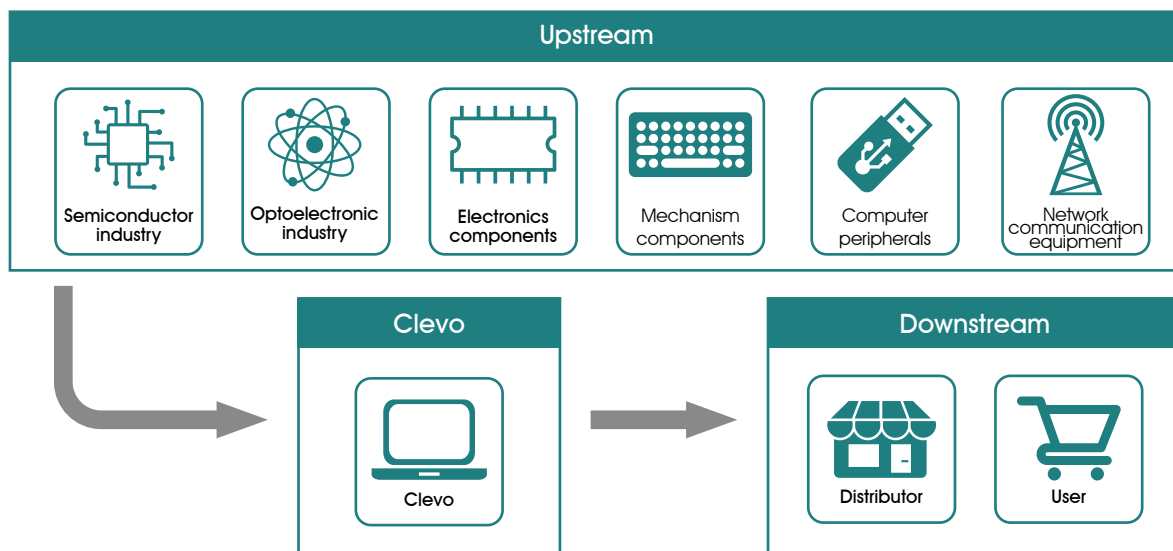 Upstream
Semiconductor
industry
Optoelectronic
industry
Electronics
components
Mechanism
components
Computer
peripherals
Network
communication
equipment
Clevo
Clevo
Downstream
Distributor
User